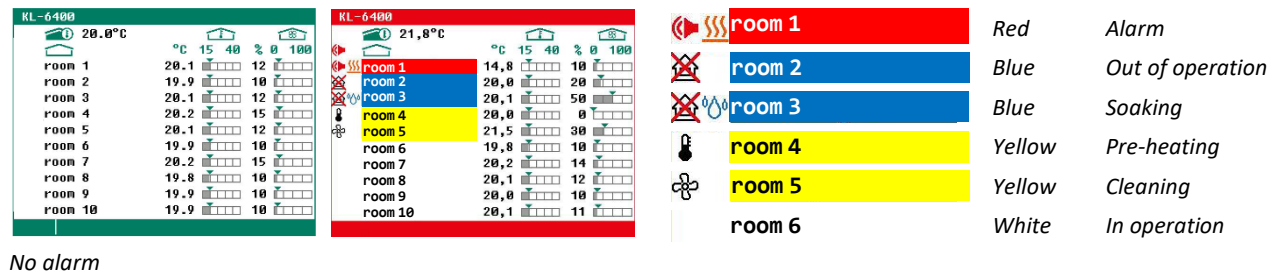 KL-6400
20.0°C
°C 15 40 % 0 100
room 1 20.1 12
room 2 19.9 10
room 3 20.1 12
room 4 20.2 15
room 5 20.1 12
room 6 19.9 10
room 7 20.2 15
room 8 19.8 10
room 9 19.9 10
room 10 19.9 10
No alarm
KL-6400
21,8°C
°C 15 40 % 0 100
room 1 14,8 10
room 2 20,0 20
room 3 20,1 50
room 4 20,0 0
room 5 21,5 30
room 6 19,8 10
room 7 20,2 14
room 8 20,1 12
room 9 20,0 10
room 10 20,1 11
room 1 Red Alarm
room 2 Blue Out of operation
room 3 Blue Soaking
room 4 Yellow Pre-heating
room 5 Yellow Cleaning
room 6 White In operation